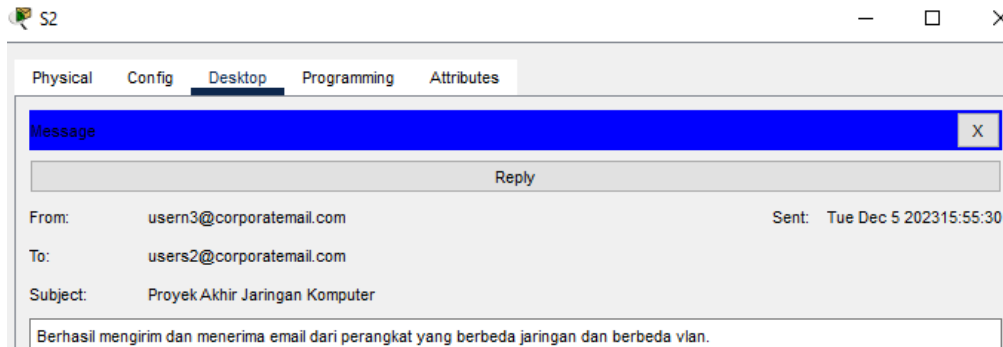 S2
Physical Config Desktop Programming Attributes
Message X
Reply
From: usern3@corporatemail.com Sent: Tue Dec 5 202315:55:30
To: users2@corporatemail.com
Subject: Proyek Akhir Jaringan Komputer
Berhasil mengirim dan menerima email dari perangkat yang berbeda jaringan dan berbeda vlan.